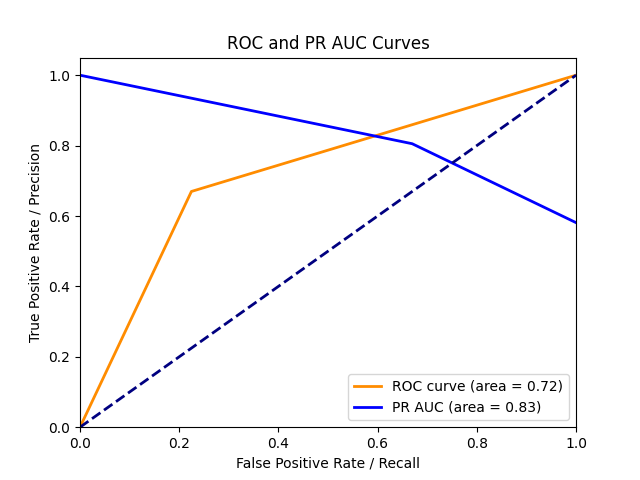 ROC and PR AUC Curves
True Positive Rate / Precision
1.0
0.8
0.6
0.4
0.2
0.0
0.0 0.2 0.4 0.6 0.8 1.0
False Positive Rate / Recall
ROC curve (area = 0.72)
PR AUC (area = 0.83)